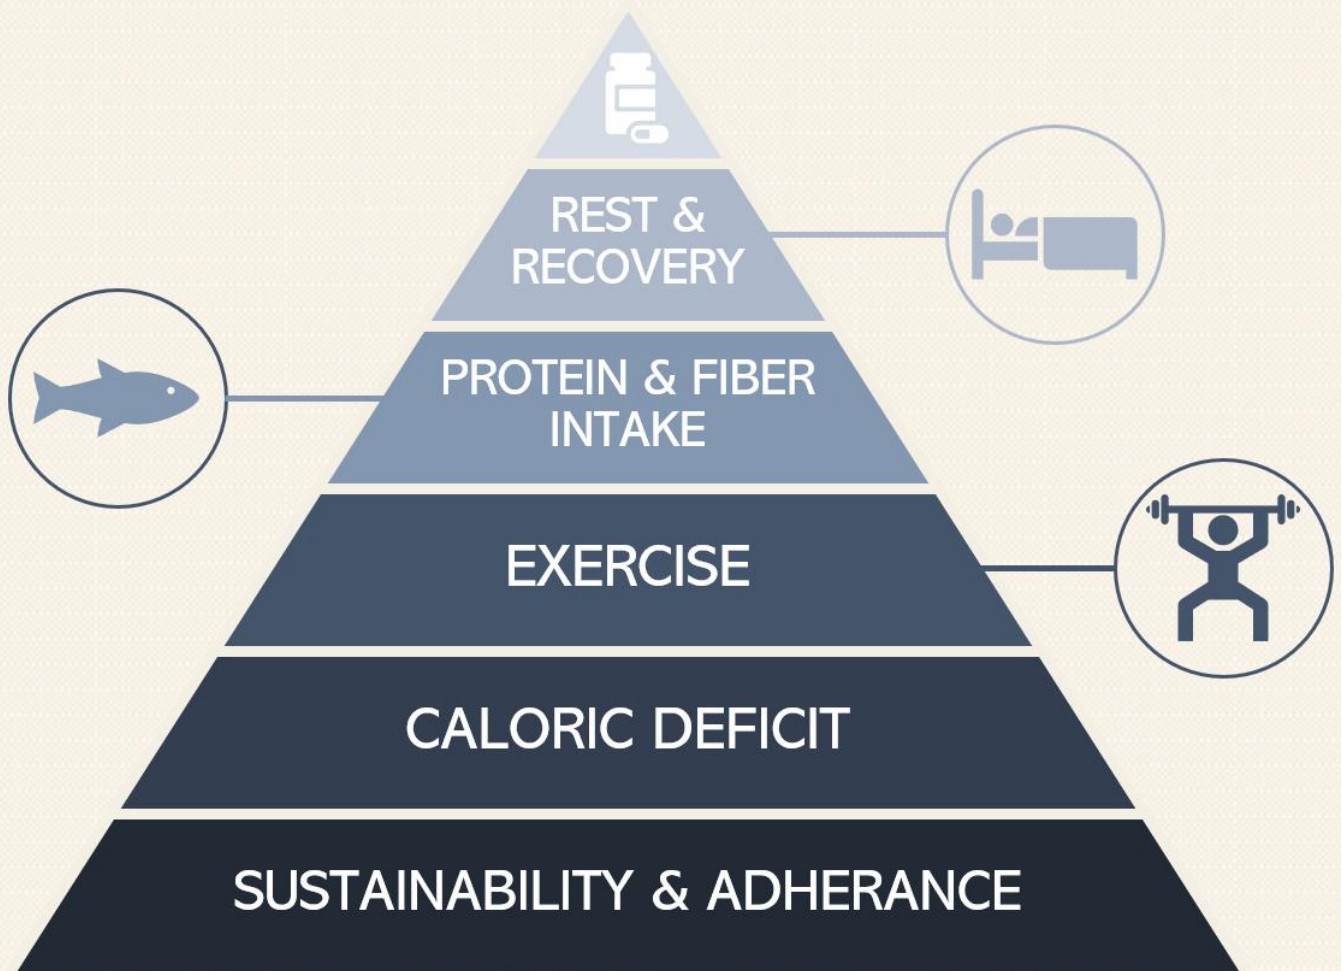 REST &
RECOVERY
PROTEIN & FIBER
INTAKE
EXERCISE
CALORIC DEFICIT
SUSTAINABILITY & ADHERANCE